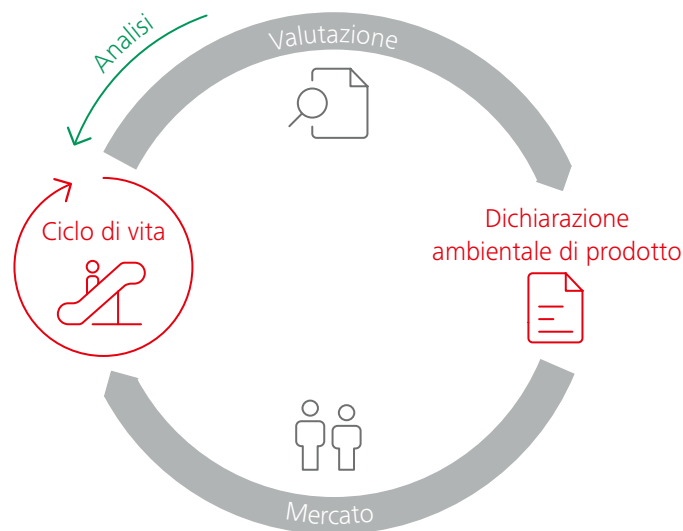 Analisi
Valutazione
Ciclo di vita
Dichiarazione
ambientale di prodotto
Mercato